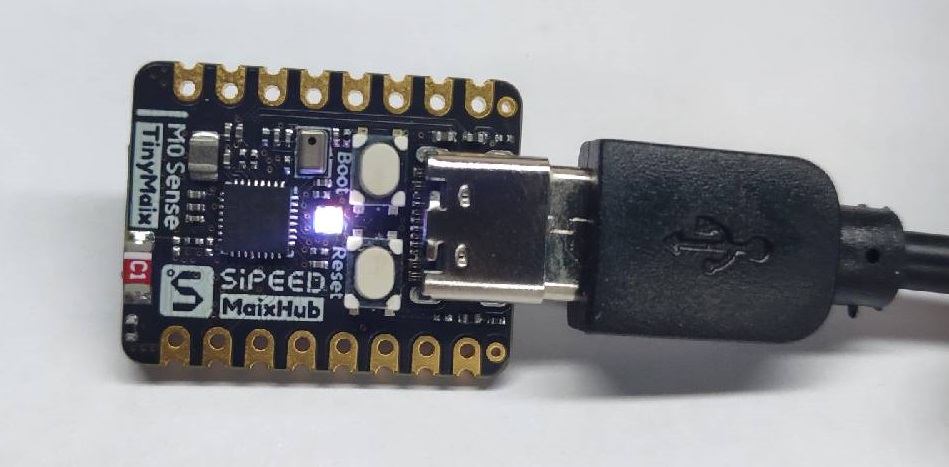 M0 Sense
TinyMaix
Boot
Reset
C1
SiPEED
MaixHub